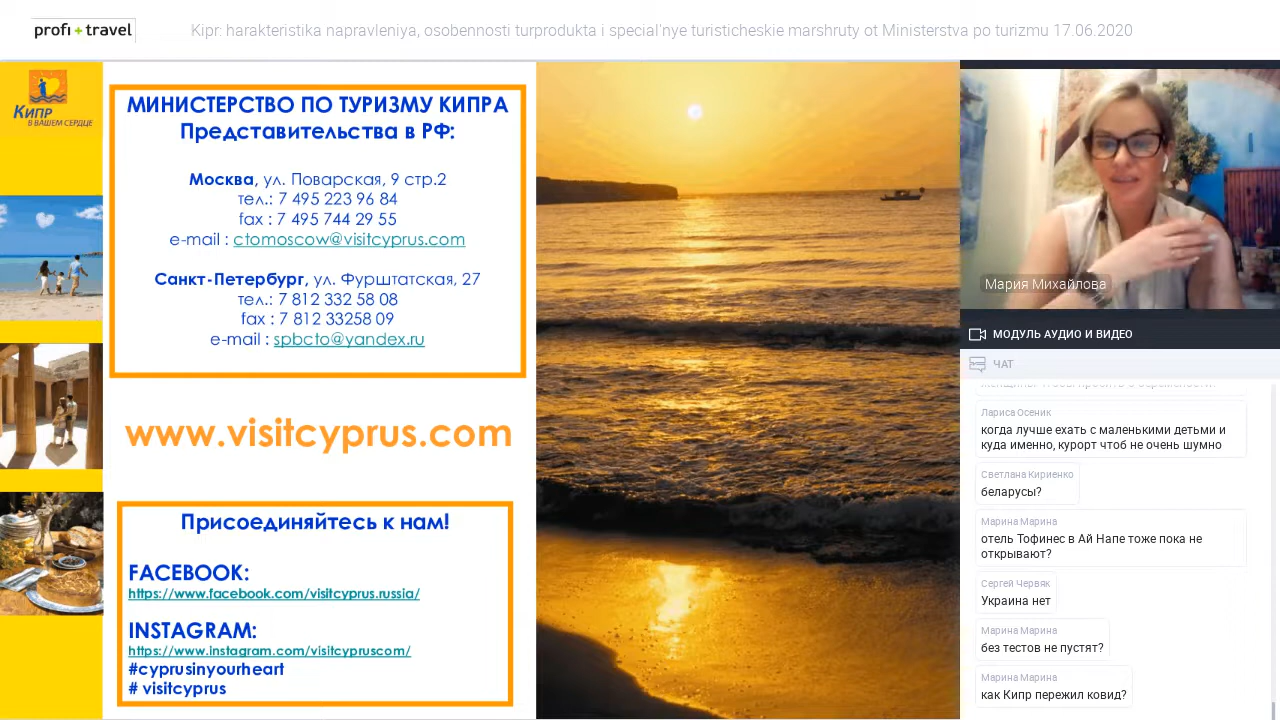 profi + travel
Kipr: harakteristika napravleniya, osobennosti turprodukta i special'nye turisticheskie marshruty ot Ministerstva po turizmu 17.06.2020
КИПР
В ВАШЕМ СЕРДЦЕ
МИНИСТЕРСТВО ПО ТУРИЗМУ КИПРА
Представительства в РФ:
Москва, ул. Поварская, 9 стр.2
тел.: 7 495 223 96 84
fax : 7 495 744 29 55
e-mail : ctomoscow@visitcyprus.com
Санкт-Петербург, ул. Фурштатская, 27
тел.: 7 812 332 58 08
fax : 7 812 33258 09
e-mail : spbcto@yandex.ru
www.visitcyprus.com
Присоединяйтесь к нам!
FACEBOOK:
https://www.facebook.com/visitcyprus.russia/
INSTAGRAM:
https://www.instagram.com/visitcypruscom/
#cyprusinyourheart
# visitcyprus
Мария Михайлова
МОДУЛЬ АУДИО И ВИДЕО
ЧАТ
Лариса Осеник
когда лучше ехать с маленькими детьми и
куда именно, курорт чтоб не очень шумно
Светлана Кириенко
беларусы?
Марина Марина
отель Тофинес в Ай Напе тоже пока не
открывают?
Сергей Червяк
Украина нет
Марина Марина
без тестов не пустят?
Марина Марина
как Кипр пережил ковид?